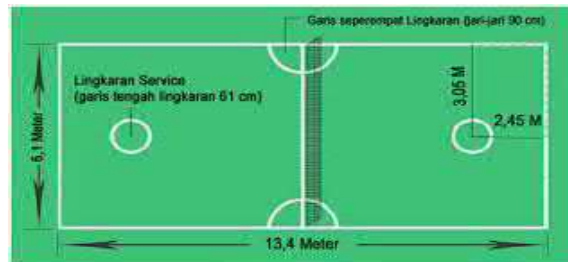 Garis seperempat Lingkaran (jari-jari 90 cm)
Lingkaran Service
(garis tengah lingkaran 61 cm)
3,05 M
2,45 M
6,1 Meter
13,4 Meter